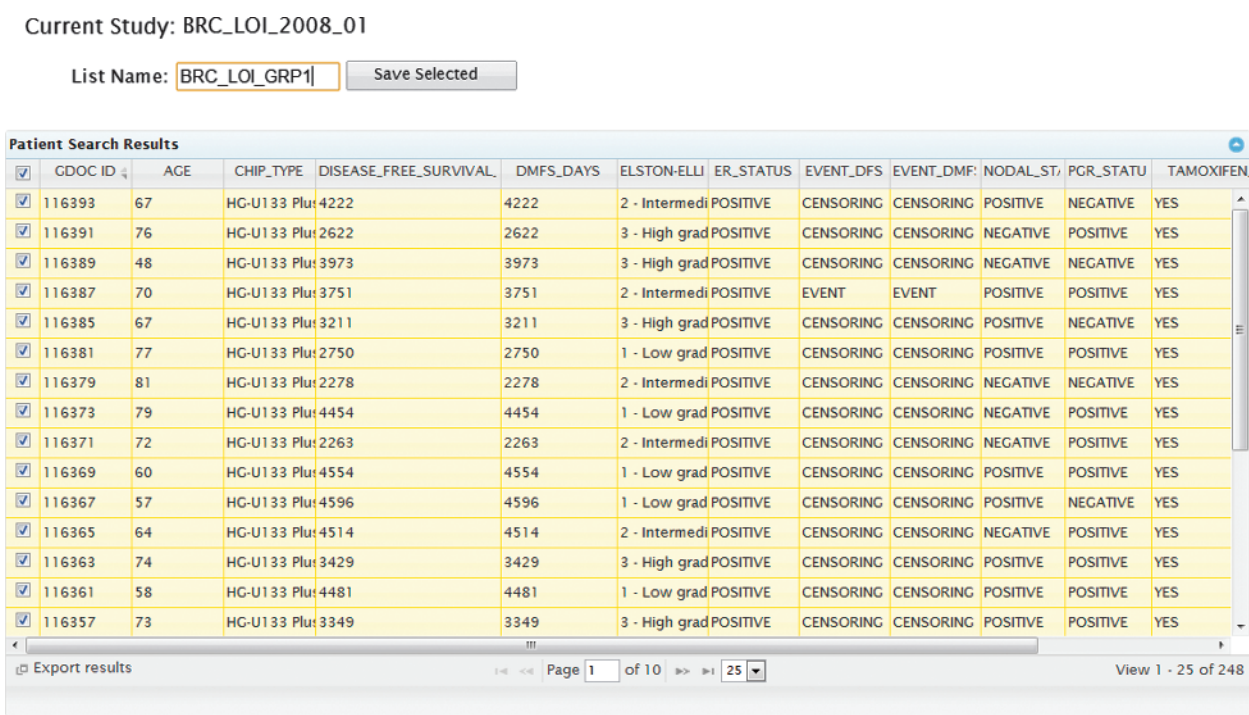 Current Study: BRC_LOI_2008_01
List Name: BRC_LOI_GRP1 Save Selected
Patient Search Results
GDOC ID AGE CHIP_TYPE DISEASE_FREE_SURVIVAL_ DMFS_DAYS ELSTON-ELLI ER_STATUS EVENT_DFS EVENT_DMF: NODAL_ST, PGR_STATU TAMOXIFEN_
116393 67 HG-U133 Plus 4222 4222 2 - Intermedi POSITIVE CENSORING CENSORING POSITIVE NEGATIVE YES
116391 76 HG-U133 Plus 2622 2622 3 - High grad POSITIVE CENSORING CENSORING NEGATIVE POSITIVE YES
116389 48 HG-U133 Plus 3973 3973 3 - High grad POSITIVE CENSORING CENSORING NEGATIVE NEGATIVE YES
116387 70 HG-U133 Plus 3751 3751 2 - Intermedi POSITIVE EVENT EVENT POSITIVE POSITIVE YES
116385 67 HG-U133 Plus 3211 3211 3 - High grad POSITIVE CENSORING CENSORING POSITIVE NEGATIVE YES
116381 77 HG-U133 Plus 2750 2750 1 - Low grad POSITIVE CENSORING CENSORING POSITIVE POSITIVE YES
116379 81 HG-U133 Plus 2278 2278 2 - Intermedi POSITIVE CENSORING CENSORING NEGATIVE NEGATIVE YES
116373 79 HG-U133 Plus 4454 4454 1 - Low grad POSITIVE CENSORING CENSORING NEGATIVE POSITIVE YES
116371 72 HG-U133 Plus 2263 2263 2 - Intermedi POSITIVE CENSORING CENSORING NEGATIVE POSITIVE YES
116369 60 HG-U133 Plus 4554 4554 1 - Low grad POSITIVE CENSORING CENSORING POSITIVE POSITIVE YES
116367 57 HG-U133 Plus 4596 4596 1 - Low grad POSITIVE CENSORING CENSORING POSITIVE NEGATIVE YES
116365 64 HG-U133 Plus 4514 4514 2 - Intermedi POSITIVE CENSORING CENSORING NEGATIVE POSITIVE YES
116363 74 HG-U133 Plus 3429 3429 3 - High grad POSITIVE CENSORING CENSORING POSITIVE POSITIVE YES
116361 58 HG-U133 Plus 4481 4481 1 - Low grad POSITIVE CENSORING CENSORING POSITIVE POSITIVE YES
116357 73 HG-U133 Plus 3349 3349 3 - High grad POSITIVE CENSORING CENSORING POSITIVE POSITIVE YES
Export results Page 1 of 10 25 View 1 - 25 of 248